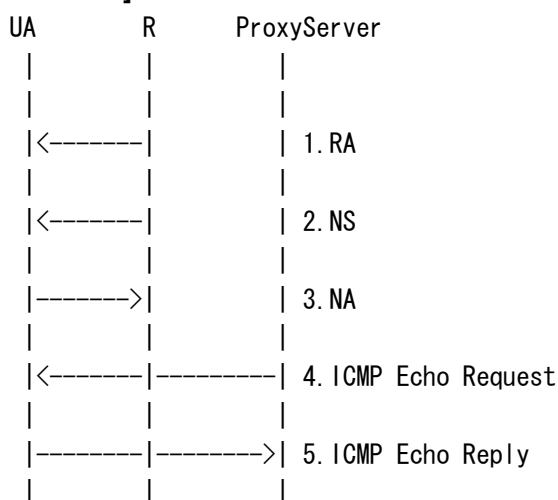 UA R ProxyServer
| | |
| | |
|<-------| | 1.RA
| | |
|<-------| | 2.NS
| | |
|------->| | 3.NA
| | |
|<-------|---------| 4.ICMP Echo Request
| | |
|--------|-------->| 5.ICMP Echo Reply
| | |